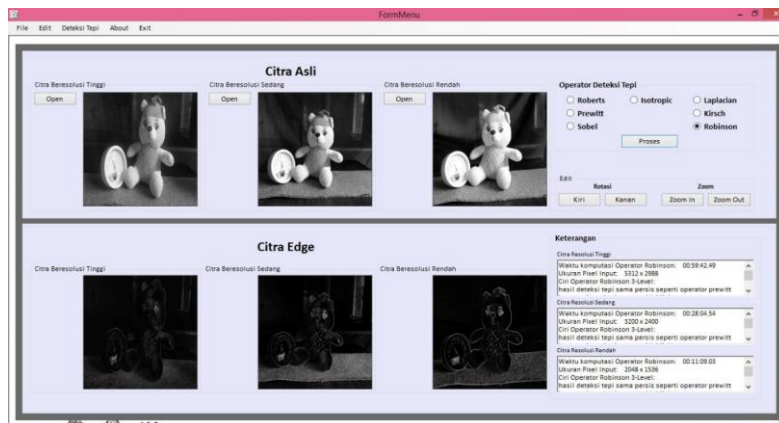 FormMenu
File Edit Deteksi Tepi About Exit
Citra Asli
Citra Beresolusi Tinggi
Open
Citra Beresolusi Sedang
Open
Citra Beresolusi Rendah
Open
Operator Deteksi Tepi
Roberts Isotropic Laplacian
Prewitt Kirsch
Sobel Robinson
Proses
Edit
Rotasi Zoom
Kiri Kanan Zoom In Zoom Out
Citra Edge
Citra Beresolusi Tinggi
Citra Beresolusi Sedang
Citra Beresolusi Rendah
Keterangan
Citra Resolusi Tinggi
Waktu komputasi Operator Robinson: 00:59:42.49
Ukuran Pixel Input: 5312 x 2988
Ciri Operator Robinson 3-Level:
hasil deteksi tepi sama persis seperti operator prewitt
Citra Resolusi Sedang
Waktu komputasi Operator Robinson: 00:28:04.54
Ukuran Pixel Input: 3200 x 2400
Ciri Operator Robinson 3-Level:
hasil deteksi tepi sama persis seperti operator prewitt
Citra Resolusi Rendah
Waktu komputasi Operator Robinson: 00:11:09.03
Ukuran Pixel Input: 2048 x 1536
Ciri Operator Robinson 3-Level:
hasil deteksi tepi sama persis seperti operator prewitt